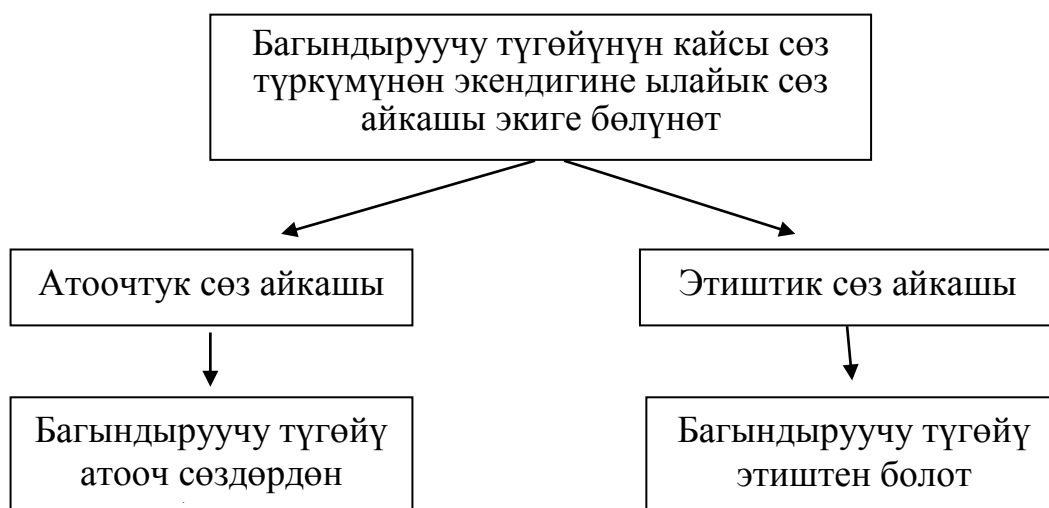 Багындыруучу түгөйүнүн кайсы сөз
түркүмүнөн экендигине ылайык сөз
айкашы экиге бөлүнөт
Атоочтук сөз айкашы
Этиштик сөз айкашы
Багындыруучу түгөйү
атооч сөздөрдөн
Багындыруучу түгөйү
этиштен болот